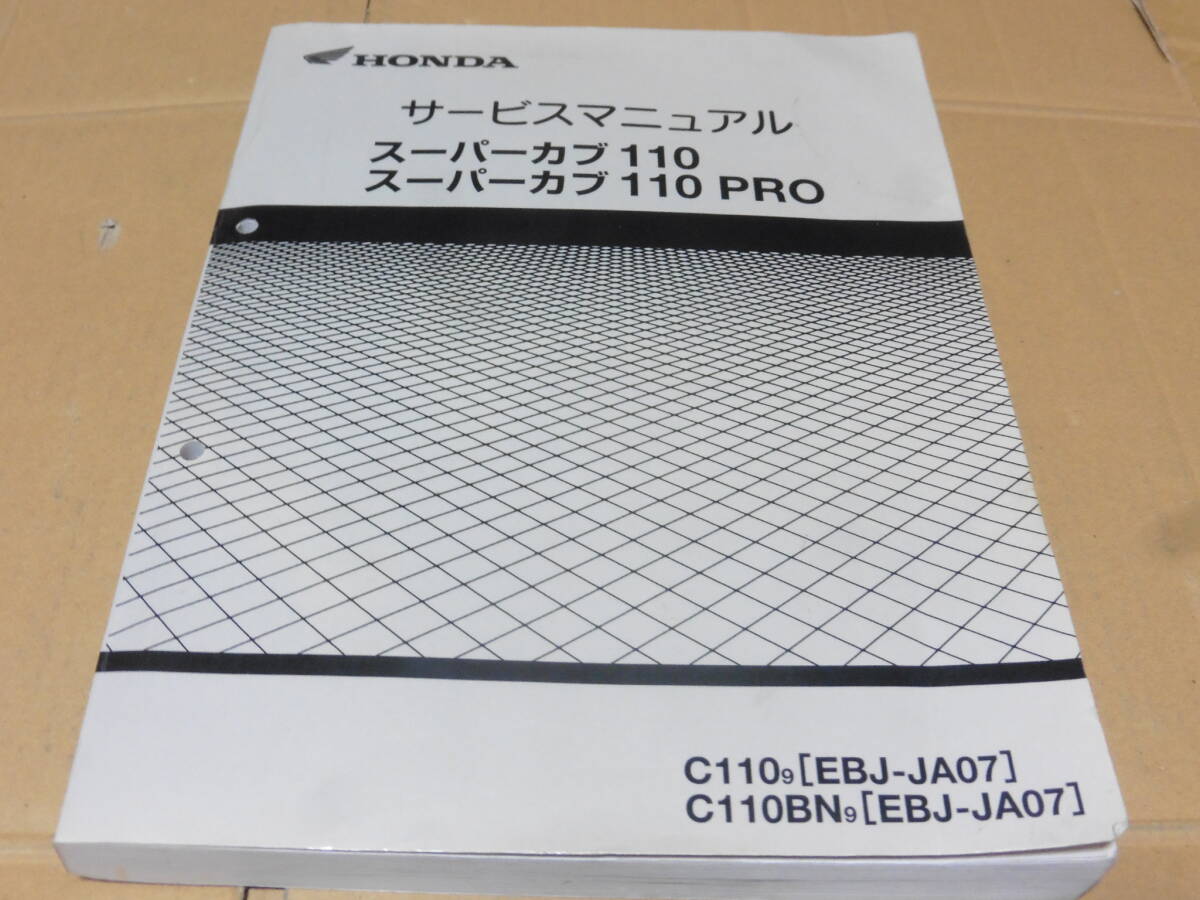 HONDA
サービスマニュアル
スーパーカブ 110
スーパーカブ 110 PRO
C1109[EBJ-JA07]
C110BN9[EBJ-JA07]